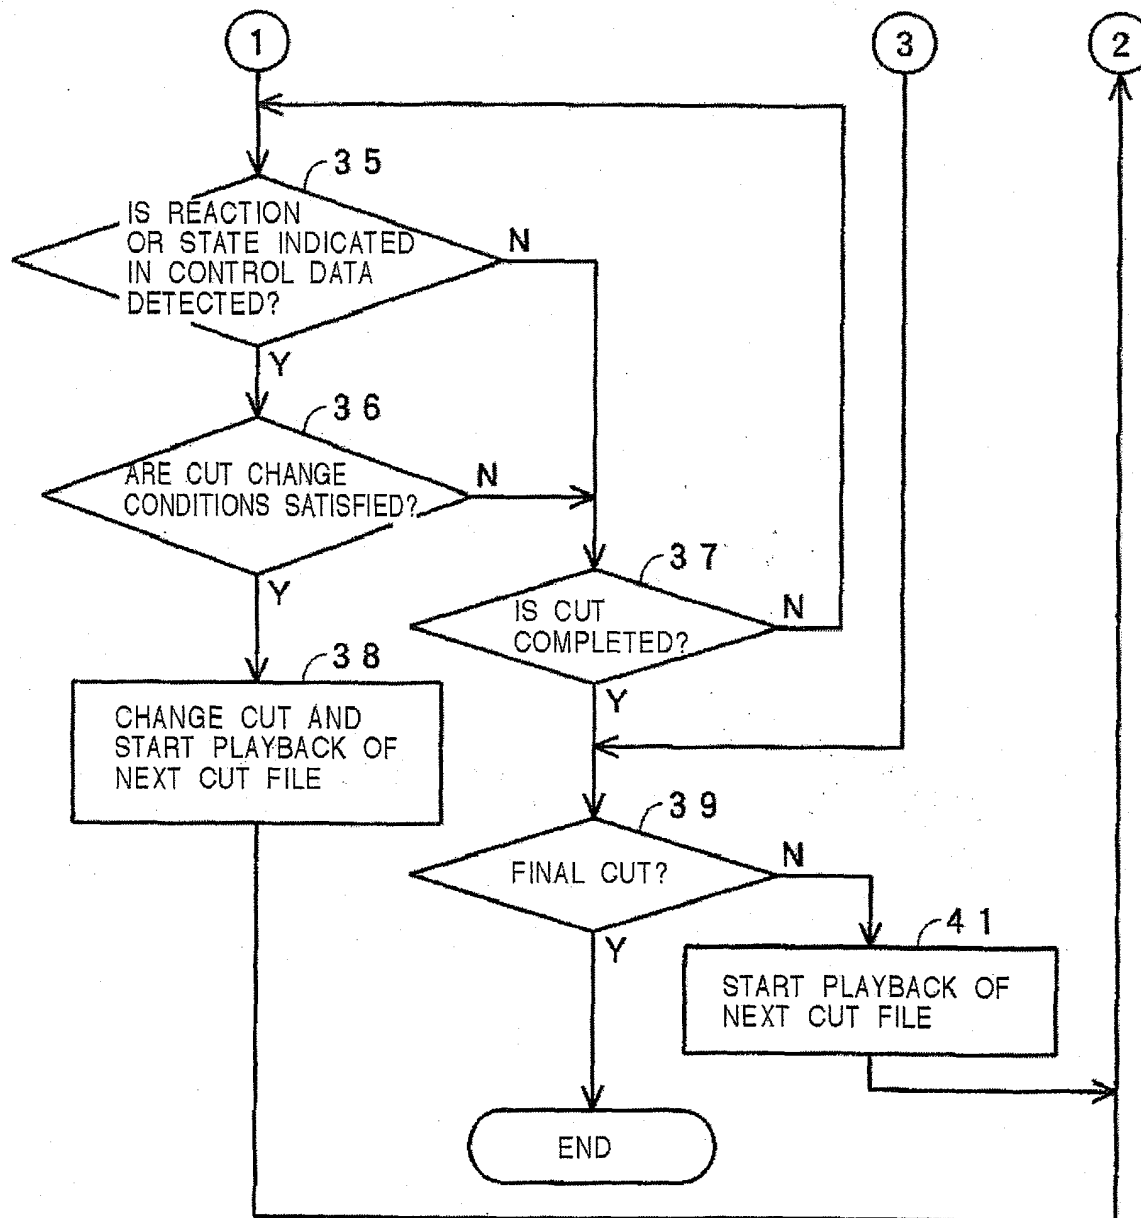 1
3
2
35
IS REACTION
OR STATE INDICATED
IN CONTROL DATA
DETECTED?
N
Y
36
ARE CUT CHANGE
CONDITIONS SATISFIED?
N
Y
37
IS CUT
COMPLETED?
N
Y
38
CHANGE CUT AND
START PLAYBACK OF
NEXT CUT FILE
39
FINAL CUT?
N
Y
41
START PLAYBACK OF
NEXT CUT FILE
END